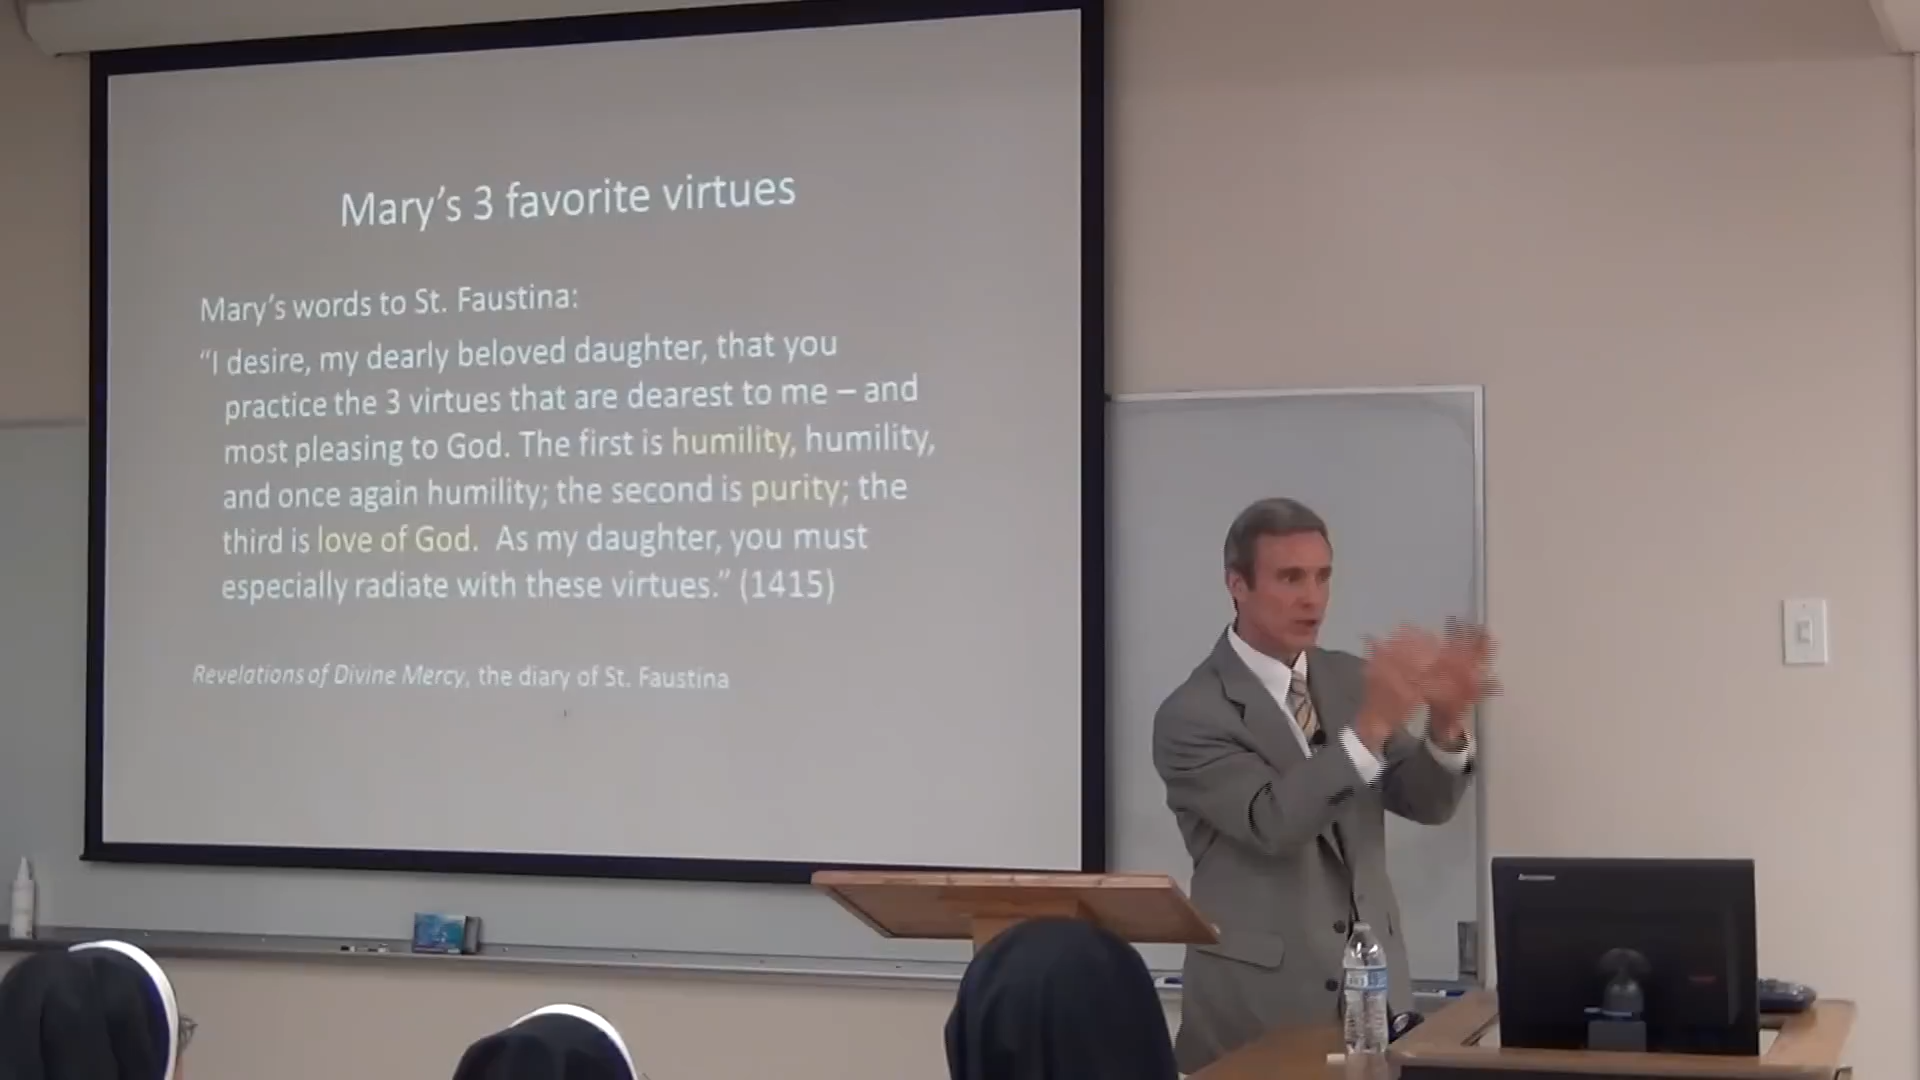 Mary's 3 favorite virtues
Mary's words to St. Faustina:
“I desire, my dearly beloved daughter, that you
practice the 3 virtues that are dearest to me – and
most pleasing to God. The first is humility, humility,
and once again humility; the second is purity; the
third is love of God.  As my daughter, you must
especially radiate with these virtues.” (1415)
Revelations of Divine Mercy, the diary of St. Faustina